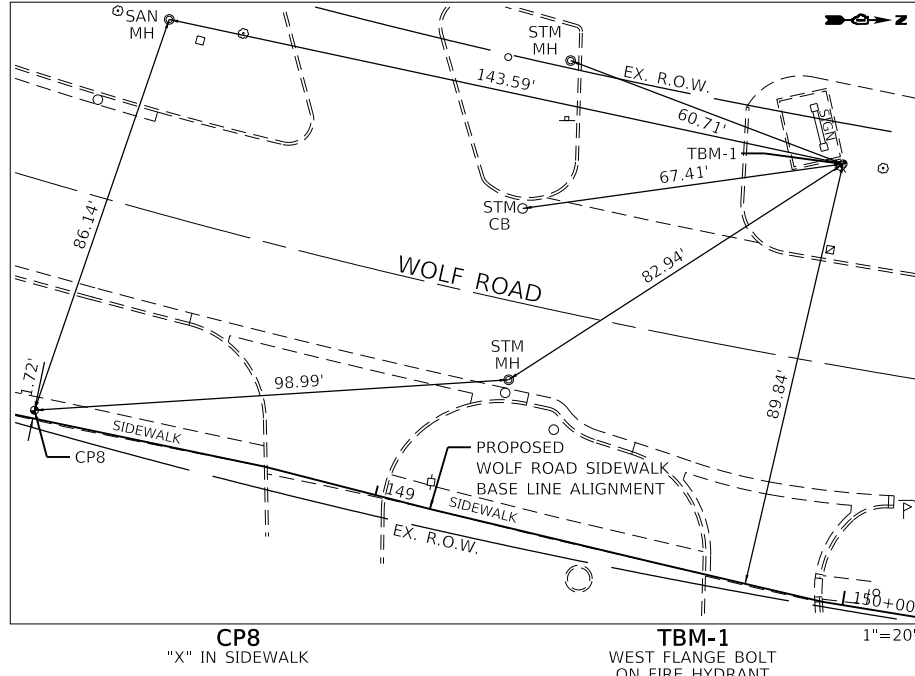 SAN
MH
STM
MH
Z
EX. R.O.W.
143.59'
60.71'
SIGN
TBM-1
67.41'
STM
CB
86.14'
82.94'
WOLF ROAD
STM
MH
98.99'
89.84'
1.72'
SIDEWALK
CP8
PROPOSED
WOLF ROAD SIDEWALK
BASE LINE ALIGNMENT
149
SIDEWALK
EX. R.O.W.
150+00
CP8
"X" IN SIDEWALK
TBM-1
WEST FLANGE BOLT
ON FIRE HYDRANT
1"=20'